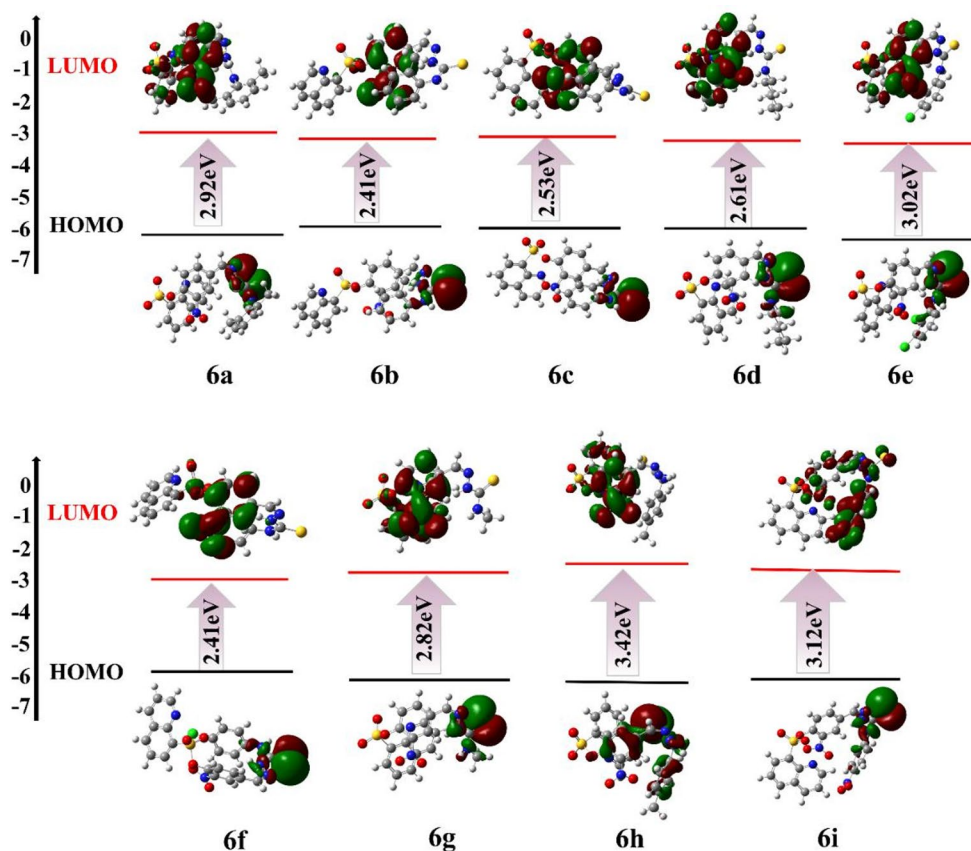 0
-1
-2
-3
-4
-5
-6
-7
LUMO
HOMO
2.92eV
2.41eV
2.53eV
2.61eV
3.02eV
6a
6b
6c
6d
6e
0
-1
-2
-3
-4
-5
-6
-7
LUMO
HOMO
2.41eV
2.82eV
3.42eV
3.12eV
6f
6g
6h
6i